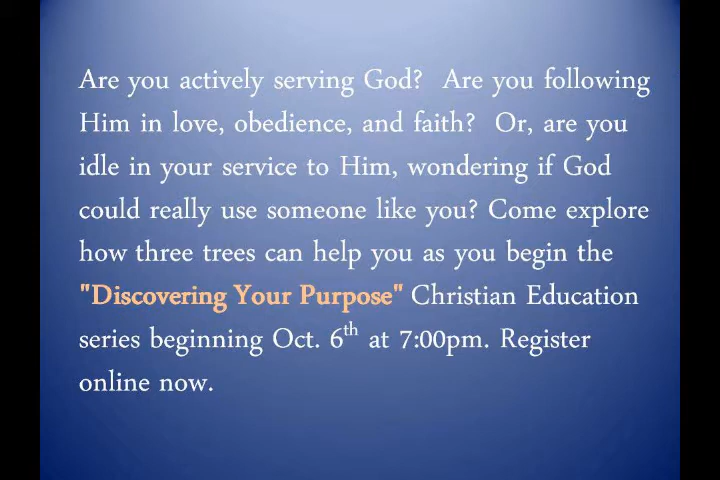 Are you actively serving God?  Are you following
Him in love, obedience, and faith?  Or, are you
idle in your service to Him, wondering if God
could really use someone like you? Come explore
how three trees can help you as you begin the
"Discovering Your Purpose" Christian Education
series beginning Oct. 6th at 7:00pm. Register
online now.